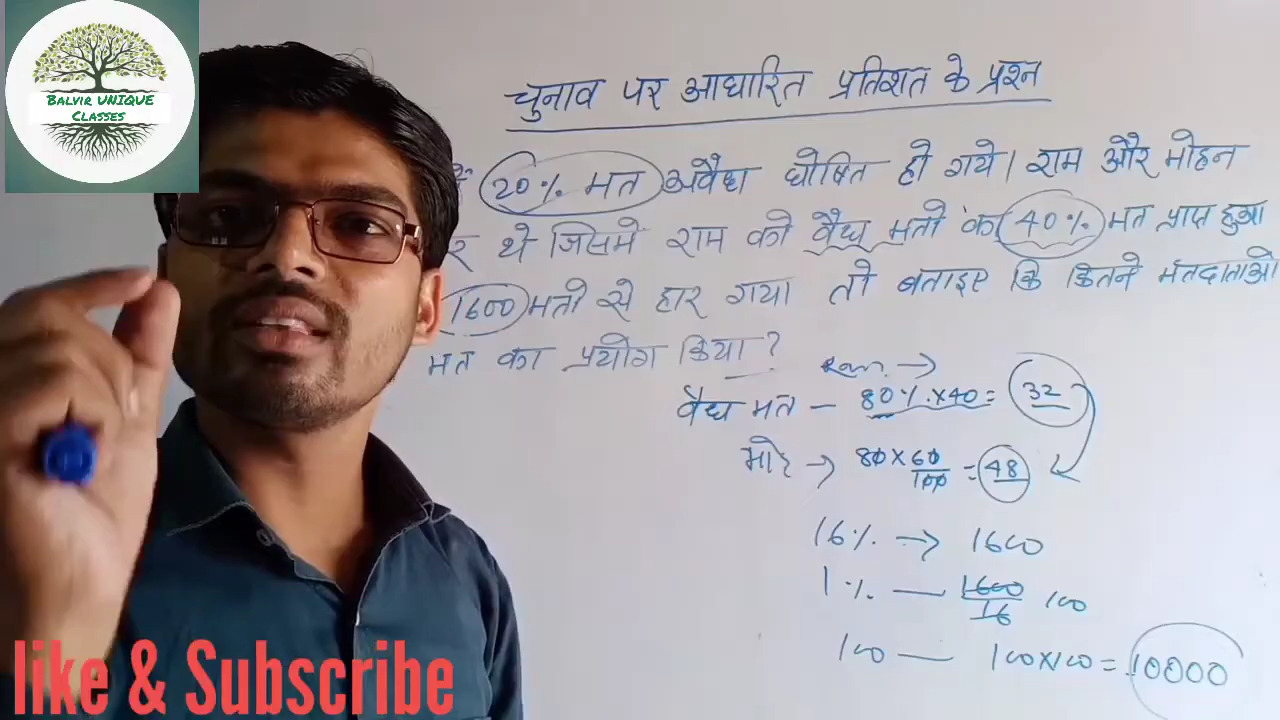 BALVIR UNIQUE
CLASSES
चुनाव पर आधारित प्रतिशत के प्रश्न
20% मत अवैध घोषित हो गये। राम और मोहन
र थे जिसमे राम को वैध मतो का 40% मत प्राप्त हुआ
1600 मतो से हार गया तो बताइए कि कितने मतदाताओ
मत का प्रयोग किया?
Ram →
वैध मत - 80% × 40 = 32
→ 80 × 60/100 = 48
16% → 1600
1% — 1600/16 100
100 — 100×100 = 10000
like & Subscribe